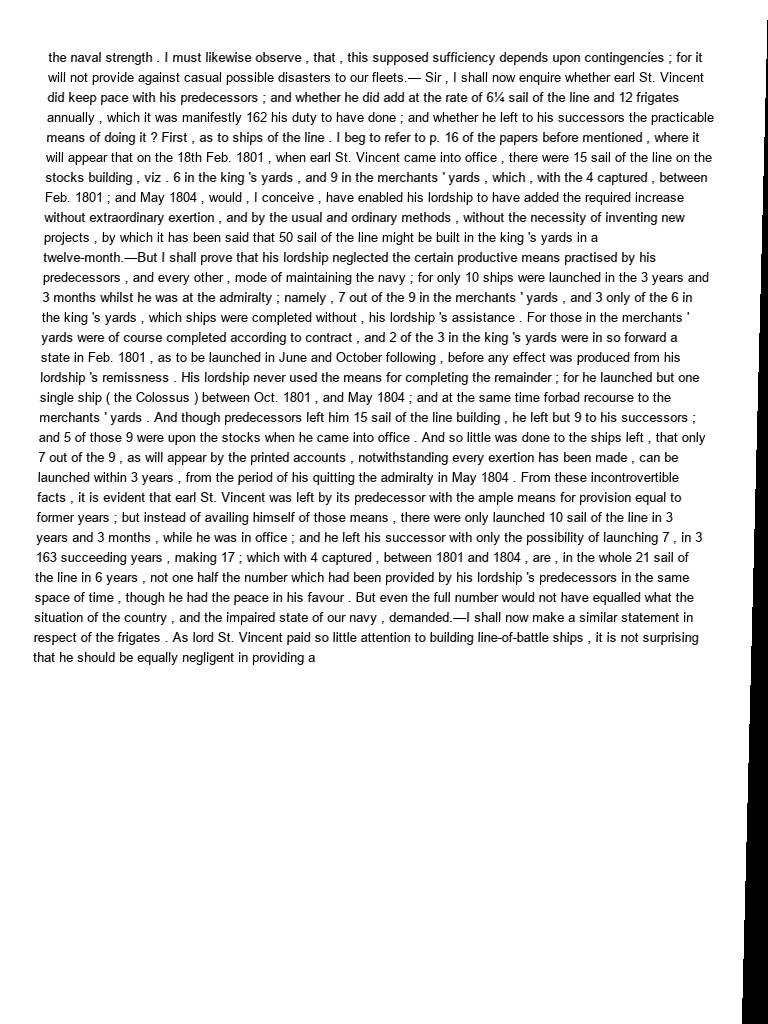 the naval strength . I must likewise observe , that , this supposed sufficiency depends upon contingencies ; for it
will not provide against casual possible disasters to our fleets.— Sir , I shall now enquire whether earl St. Vincent
did keep pace with his predecessors ; and whether he did add at the rate of 6¼ sail of the line and 12 frigates
annually , which it was manifestly 162 his duty to have done ; and whether he left to his successors the practicable
means of doing it ? First , as to ships of the line . I beg to refer to p. 16 of the papers before mentioned , where it
will appear that on the 18th Feb. 1801 , when earl St. Vincent came into office , there were 15 sail of the line on the
stocks building , viz . 6 in the king 's yards , and 9 in the merchants ' yards , which , with the 4 captured , between
Feb. 1801 ; and May 1804 , would , I conceive , have enabled his lordship to have added the required increase
without extraordinary exertion , and by the usual and ordinary methods , without the necessity of inventing new
projects , by which it has been said that 50 sail of the line might be built in the king 's yards in a
twelve-month.—But I shall prove that his lordship neglected the certain productive means practised by his
predecessors , and every other , mode of maintaining the navy ; for only 10 ships were launched in the 3 years and
3 months whilst he was at the admiralty ; namely , 7 out of the 9 in the merchants ' yards , and 3 only of the 6 in
the king 's yards , which ships were completed without , his lordship 's assistance . For those in the merchants '
yards were of course completed according to contract , and 2 of the 3 in the king 's yards were in so forward a
state in Feb. 1801 , as to be launched in June and October following , before any effect was produced from his
lordship 's remissness . His lordship never used the means for completing the remainder ; for he launched but one
single ship ( the Colossus ) between Oct. 1801 , and May 1804 ; and at the same time forbad recourse to the
merchants ' yards . And though predecessors left him 15 sail of the line building , he left but 9 to his successors ;
and 5 of those 9 were upon the stocks when he came into office . And so little was done to the ships left , that only
7 out of the 9 , as will appear by the printed accounts , notwithstanding every exertion has been made , can be
launched within 3 years , from the period of his quitting the admiralty in May 1804 . From these incontrovertible
facts , it is evident that earl St. Vincent was left by its predecessor with the ample means for provision equal to
former years ; but instead of availing himself of those means , there were only launched 10 sail of the line in 3
years and 3 months , while he was in office ; and he left his successor with only the possibility of launching 7 , in 3
163 succeeding years , making 17 ; which with 4 captured , between 1801 and 1804 , are , in the whole 21 sail of
the line in 6 years , not one half the number which had been provided by his lordship 's predecessors in the same
space of time , though he had the peace in his favour . But even the full number would not have equalled what the
situation of the country , and the impaired state of our navy , demanded.—I shall now make a similar statement in
respect of the frigates . As lord St. Vincent paid so little attention to building line-of-battle ships , it is not surprising
that he should be equally negligent in providing a